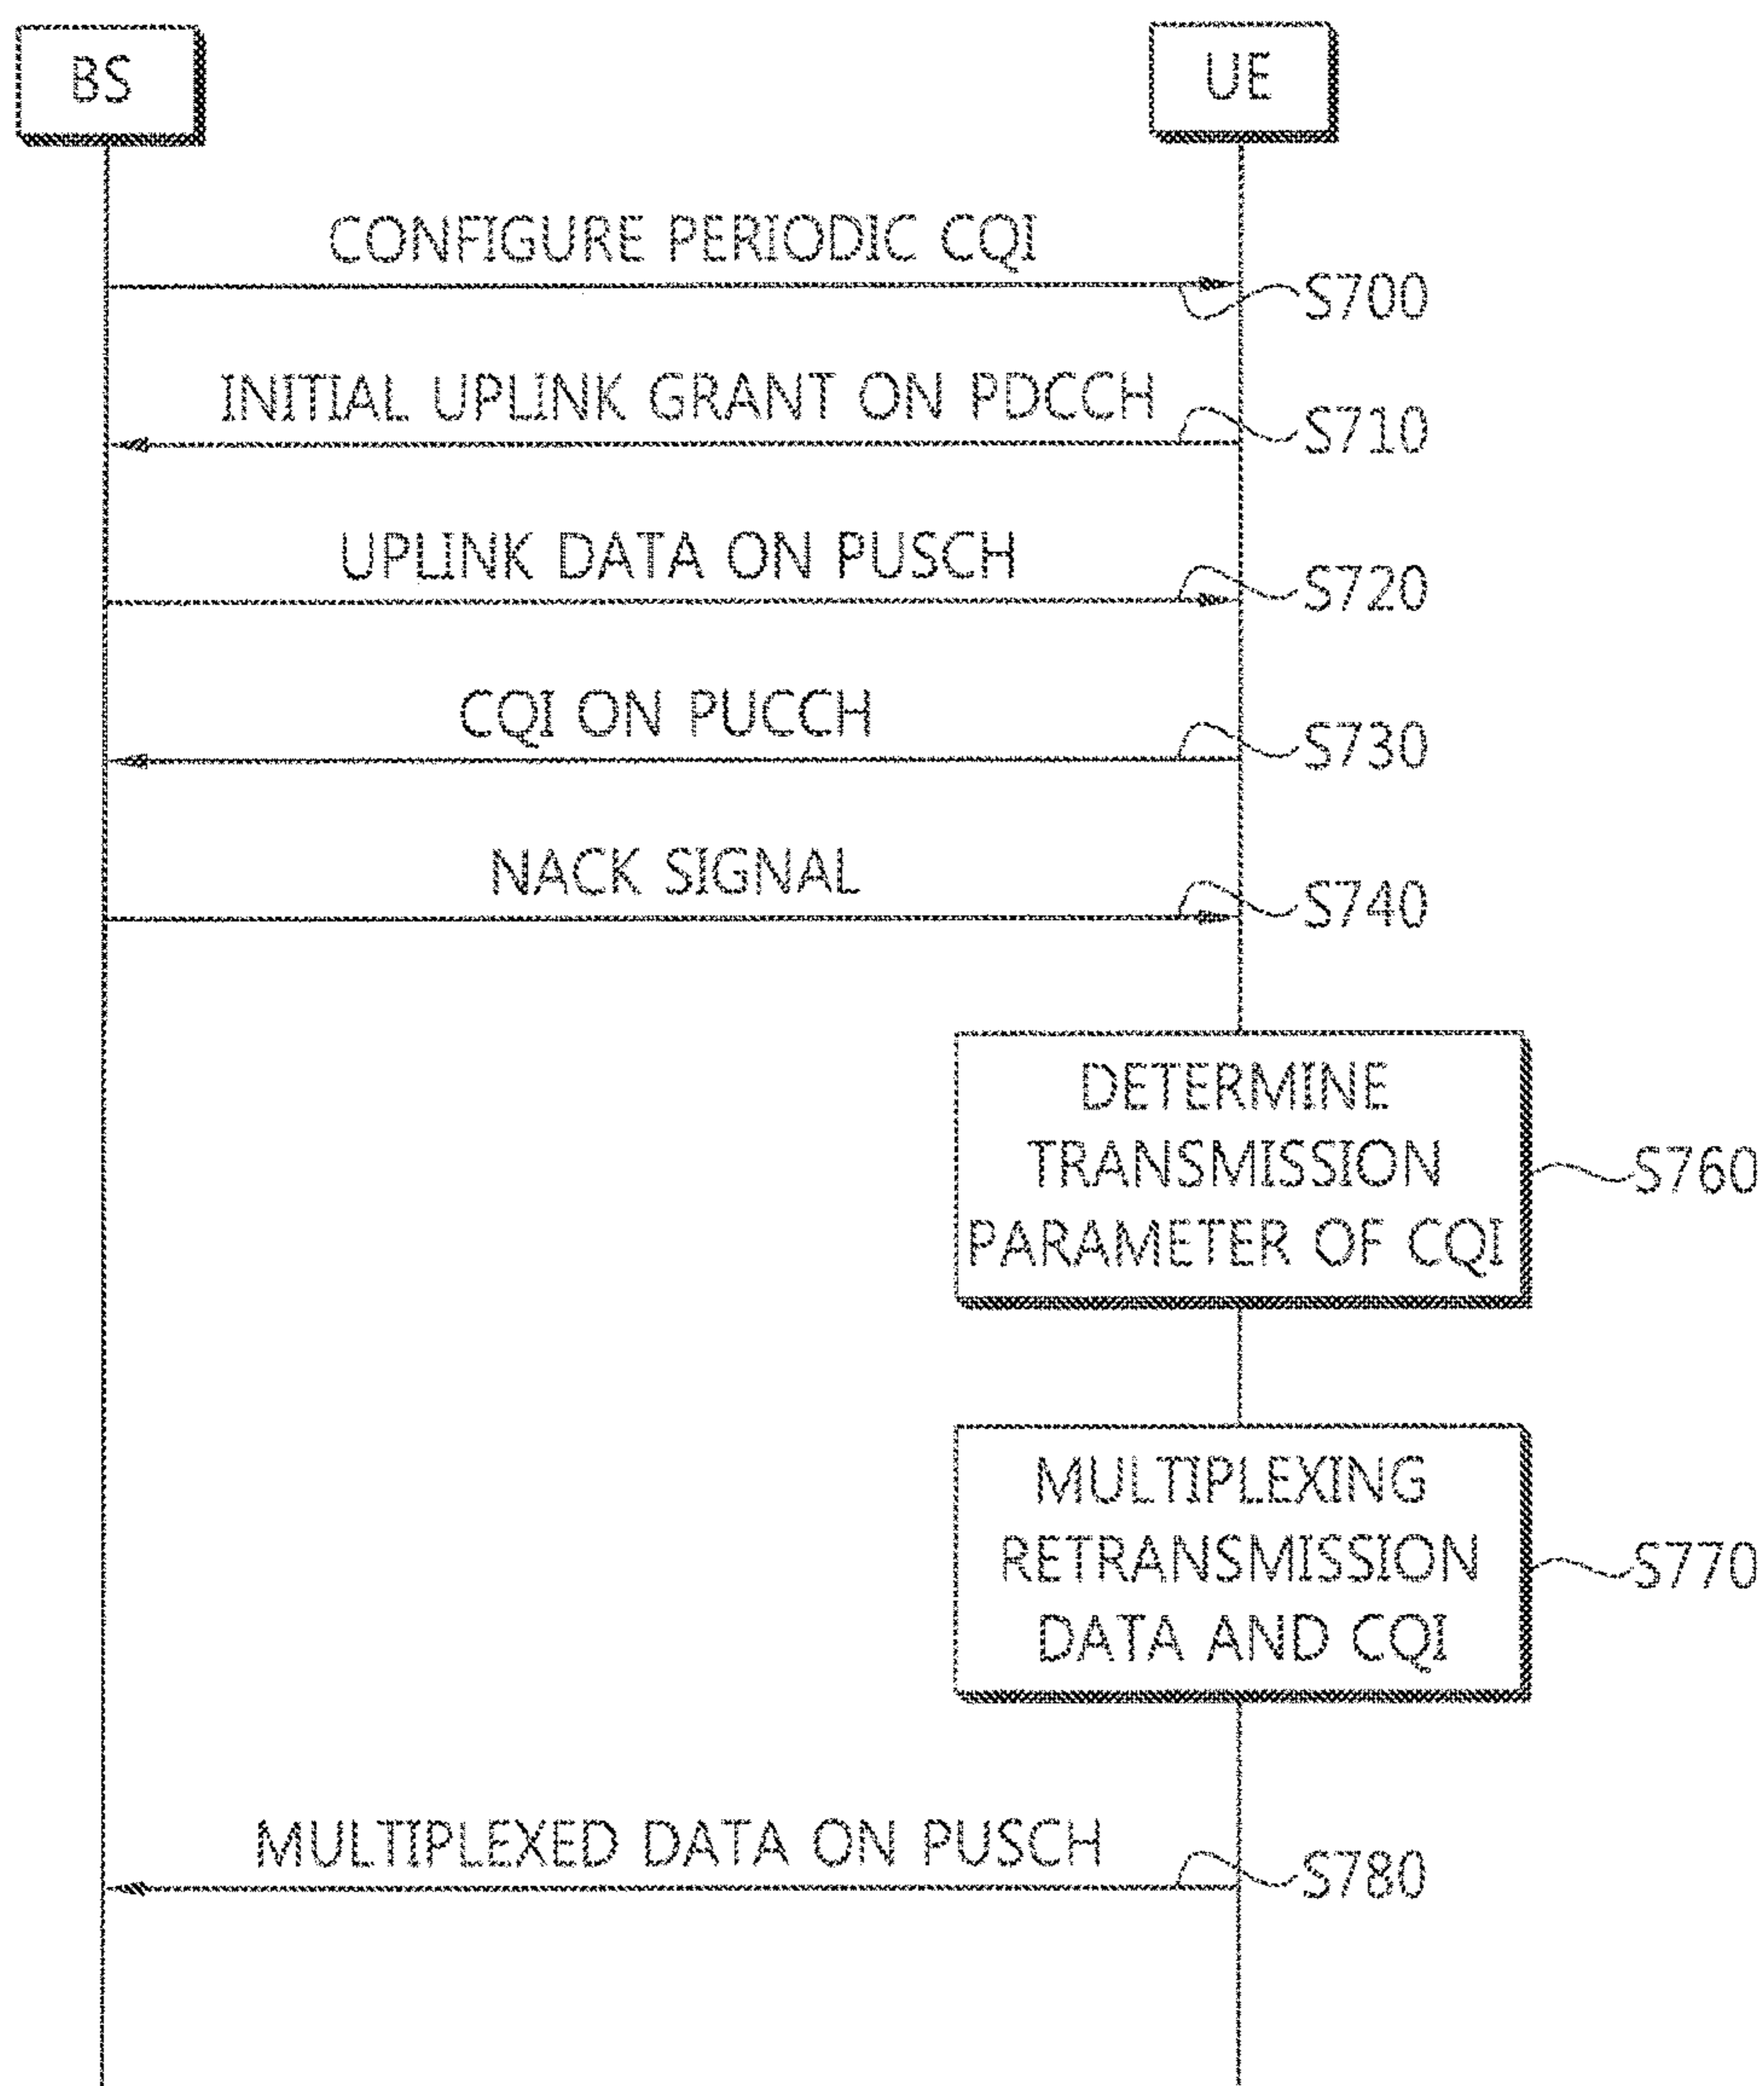 BS
UE
CONFIGURE PERIODIC CQI
S700
INITIAL UPLINK GRANT ON PDCCH
S710
UPLINK DATA ON PUSCH
S720
CQI ON PUCCH
S730
NACK SIGNAL
S740
DETERMINE
TRANSMISSION
PARAMETER OF CQI
S760
MULTIPLEXING
RETRANSMISSION
DATA AND CQI
S770
MULTIPLEXED DATA ON PUSCH
S780